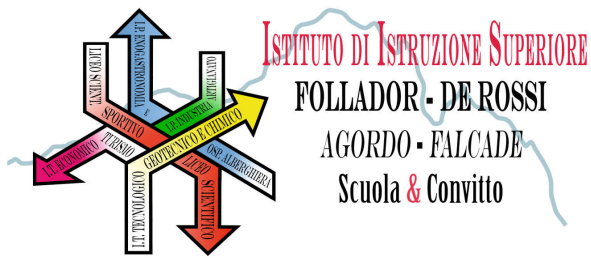 ISTITUTO DI ISTRUZIONE SUPERIORE
FOLLADOR - DE ROSSI
AGORDO - FALCADE
Scuola & Convitto
LICEO SCIENT. SPORTIVO
I.P. ENOGASTRONOMIA E OSP. ALBERGHIERA
I.P. INDUSTRIA ARTIGIANATO
I.T. ECONOMICO TURISMO
I.T. TECNOLOGICO GEOTECNICO E CHIMICO
LICEO SCIENTIFICO